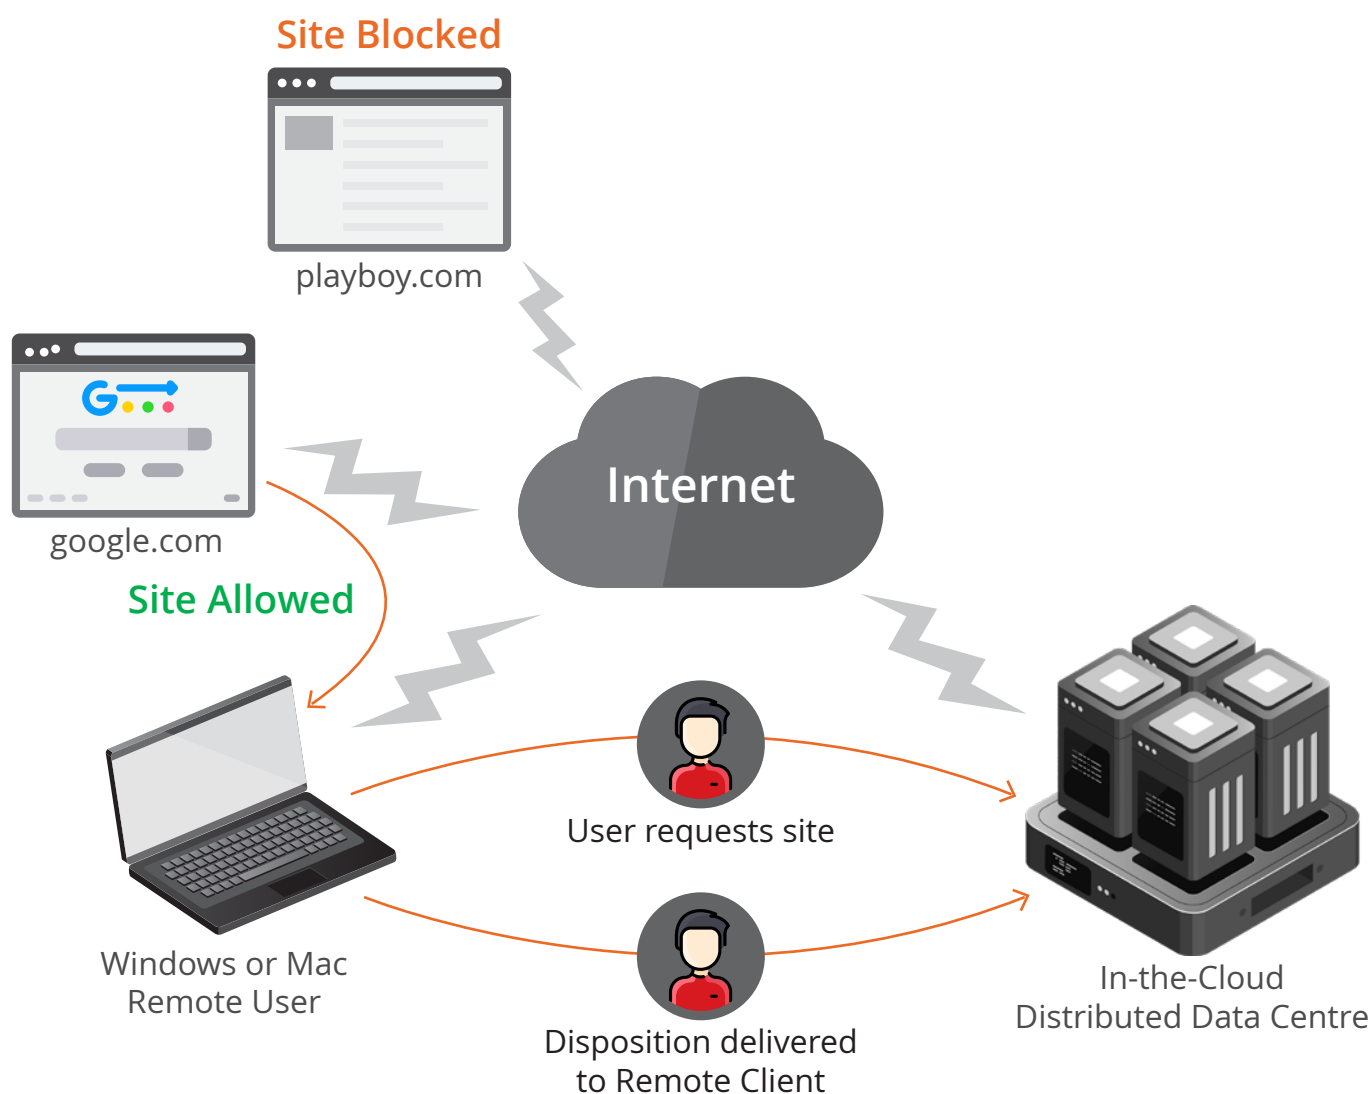 Site Blocked
playboy.com
Internet
google.com
Site Allowed
User requests site
Windows or Mac
Remote User
In-the-Cloud
Distributed Data Centre
Disposition delivered
to Remote Client